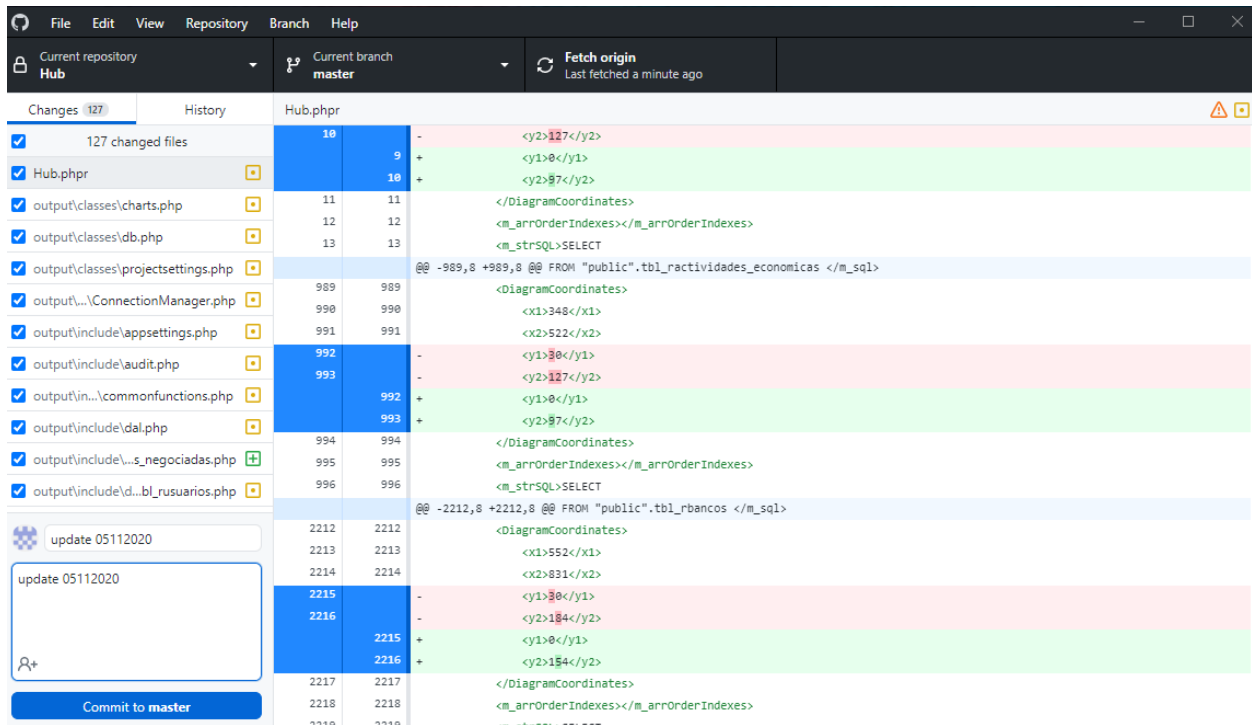 File Edit View Repository Branch Help
Current repository
Hub
Current branch
master
Fetch origin
Last fetched a minute ago
Changes 127 History
127 changed files
Hub.phpr
output\classes\charts.php
output\classes\db.php
output\classes\projectsettings.php
output\...\ConnectionManager.php
output\include\appsettings.php
output\include\audit.php
output\in...\commonfunctions.php
output\include\dal.php
output\include\...s_negociadas.php
output\include\d...bl_rusuarios.php
update 05112020
update 05112020
Commit to master
Hub.phpr
10 - <y2>127</y2>
9 + <y1>0</y1>
10 + <y2>97</y2>
11 11 </DiagramCoordinates>
12 12 <m_arrOrderIndexes></m_arrOrderIndexes>
13 13 <m_strSQL>SELECT
@@ -989,8 +989,8 @@ FROM "public".tbl_ractividades_economicas </m_sql>
989 989 <DiagramCoordinates>
990 990 <x1>348</x1>
991 991 <x2>522</x2>
992 - <y1>30</y1>
993 - <y2>127</y2>
992 + <y1>0</y1>
993 + <y2>97</y2>
994 994 </DiagramCoordinates>
995 995 <m_arrOrderIndexes></m_arrOrderIndexes>
996 996 <m_strSQL>SELECT
@@ -2212,8 +2212,8 @@ FROM "public".tbl_rbancos </m_sql>
2212 2212 <DiagramCoordinates>
2213 2213 <x1>552</x1>
2214 2214 <x2>831</x2>
2215 - <y1>30</y1>
2216 - <y2>184</y2>
2215 + <y1>0</y1>
2216 + <y2>154</y2>
2217 2217 </DiagramCoordinates>
2218 2218 <m_arrOrderIndexes></m_arrOrderIndexes>